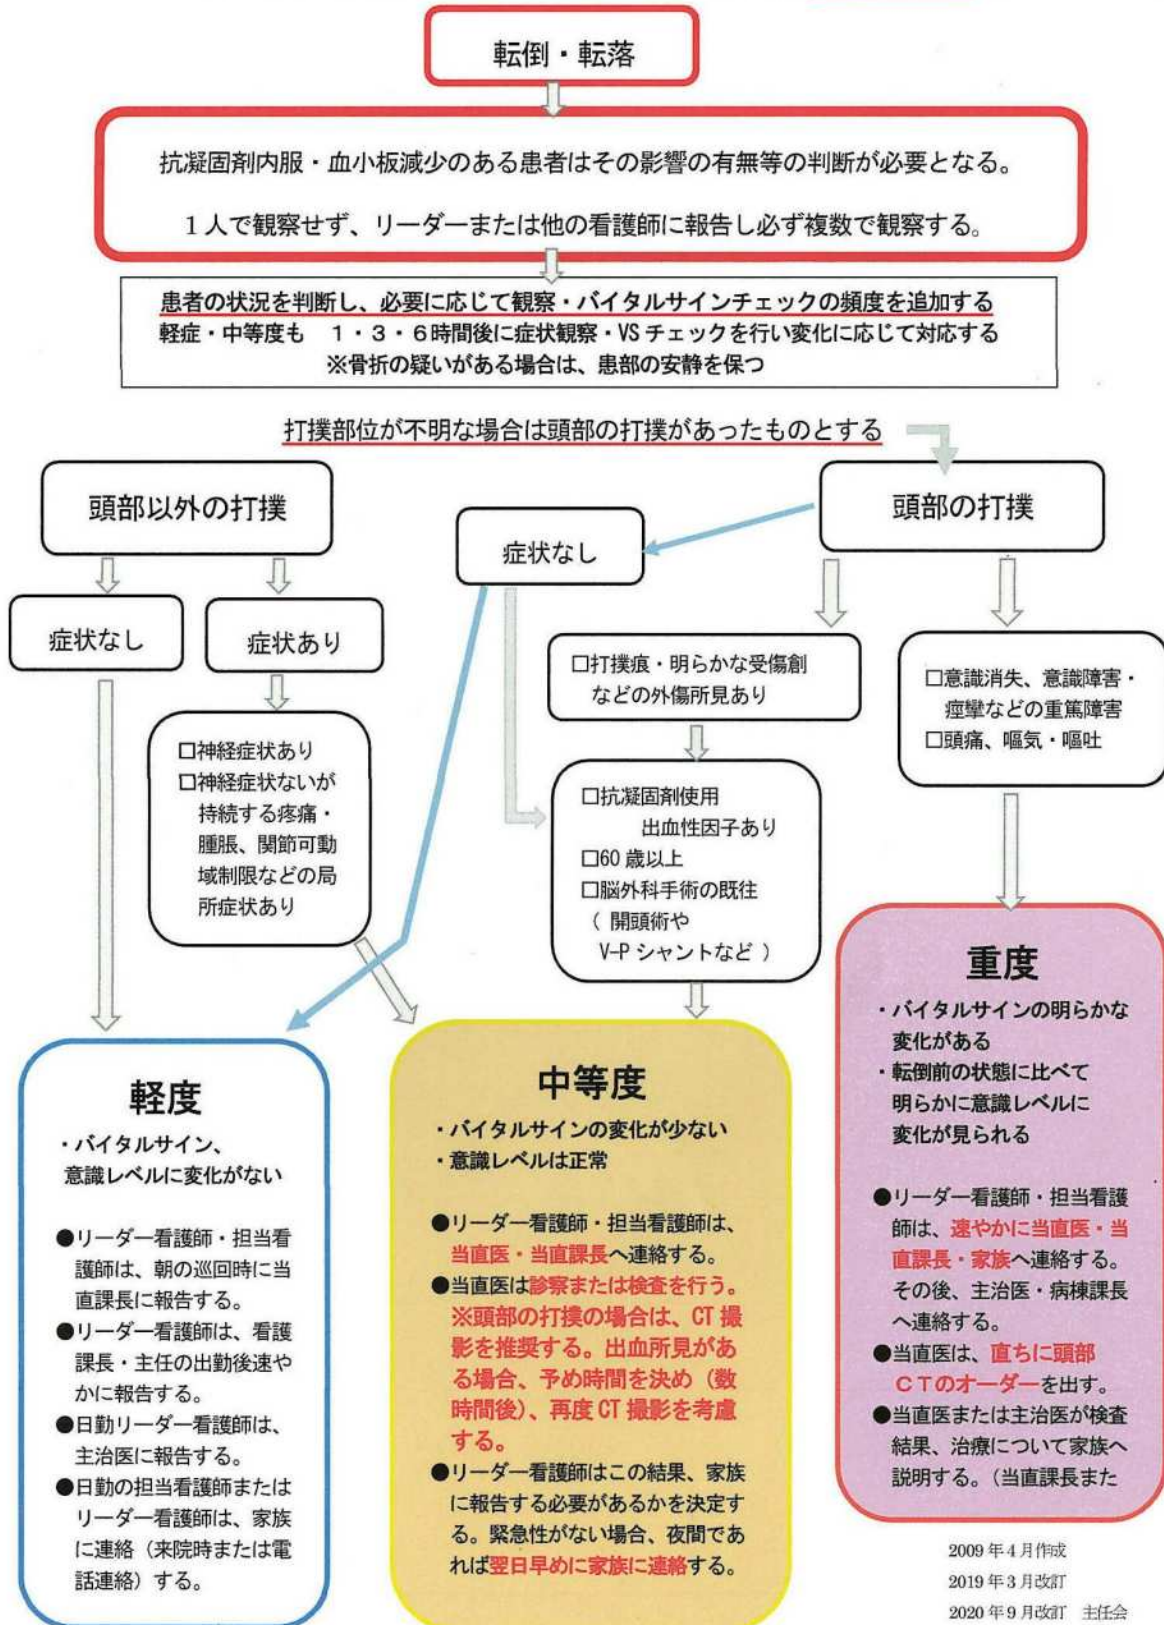 転倒・転落
抗凝固剤内服・血小板減少のある患者はその影響の有無等の判断が必要となる。
1人で観察せず、リーダーまたは他の看護師に報告し必ず複数で観察する。
患者の状況を判断し、必要に応じて観察・バイタルサインチェックの頻度を追加する
軽症・中等度も 1・3・6時間後に症状観察・VSチェックを行い変化に応じて対応する
※骨折の疑いがある場合は、患部の安静を保つ
打撲部位が不明な場合は頭部の打撲があったものとする
頭部以外の打撲
症状なし
症状あり
□神経症状あり
□神経症状ないが
持続する疼痛・
腫脹、関節可動
域制限などの局
所症状あり
頭部の打撲
症状なし
□打撲痕・明らかな受傷創
などの外傷所見あり
□抗凝固剤使用
出血性因子あり
□60歳以上
□脳外科手術の既往
( 開頭術や
V-Pシャントなど )
□意識消失、意識障害・
痙攣などの重篤障害
□頭痛、嘔気・嘔吐
軽度
・バイタルサイン、
意識レベルに変化がない
●リーダー看護師・担当看
護師は、朝の巡回時に当
直課長に報告する。
●リーダー看護師は、看護
課長・主任の出勤後速や
かに報告する。
●日勤リーダー看護師は、
主治医に報告する。
●日勤の担当看護師または
リーダー看護師は、家族
に連絡（来院時または電
話連絡）する。
中等度
・バイタルサインの変化が少ない
・意識レベルは正常
●リーダー看護師・担当看護師は、
当直医・当直課長へ連絡する。
●当直医は診察または検査を行う。
※頭部の打撲の場合は、CT撮
影を推奨する。出血所見があ
る場合、予め時間を決め（数
時間後）、再度CT撮影を考慮
する。
●リーダー看護師はこの結果、家族
に報告する必要があるかを決定す
る。緊急性がない場合、夜間であ
れば翌日早めに家族に連絡する。
重度
・バイタルサインの明らかな
変化がある
・転倒前の状態に比べて
明らかに意識レベルに
変化が見られる
●リーダー看護師・担当看護
師は、速やかに当直医・当
直課長・家族へ連絡する。
その後、主治医・病棟課長
へ連絡する。
●当直医は、直ちに頭部
ＣＴのオーダーを出す。
●当直医または主治医が検査
結果、治療について家族へ
説明する。(当直課長また
2009年4月作成
2019年3月改訂
2020年9月改訂 主任会